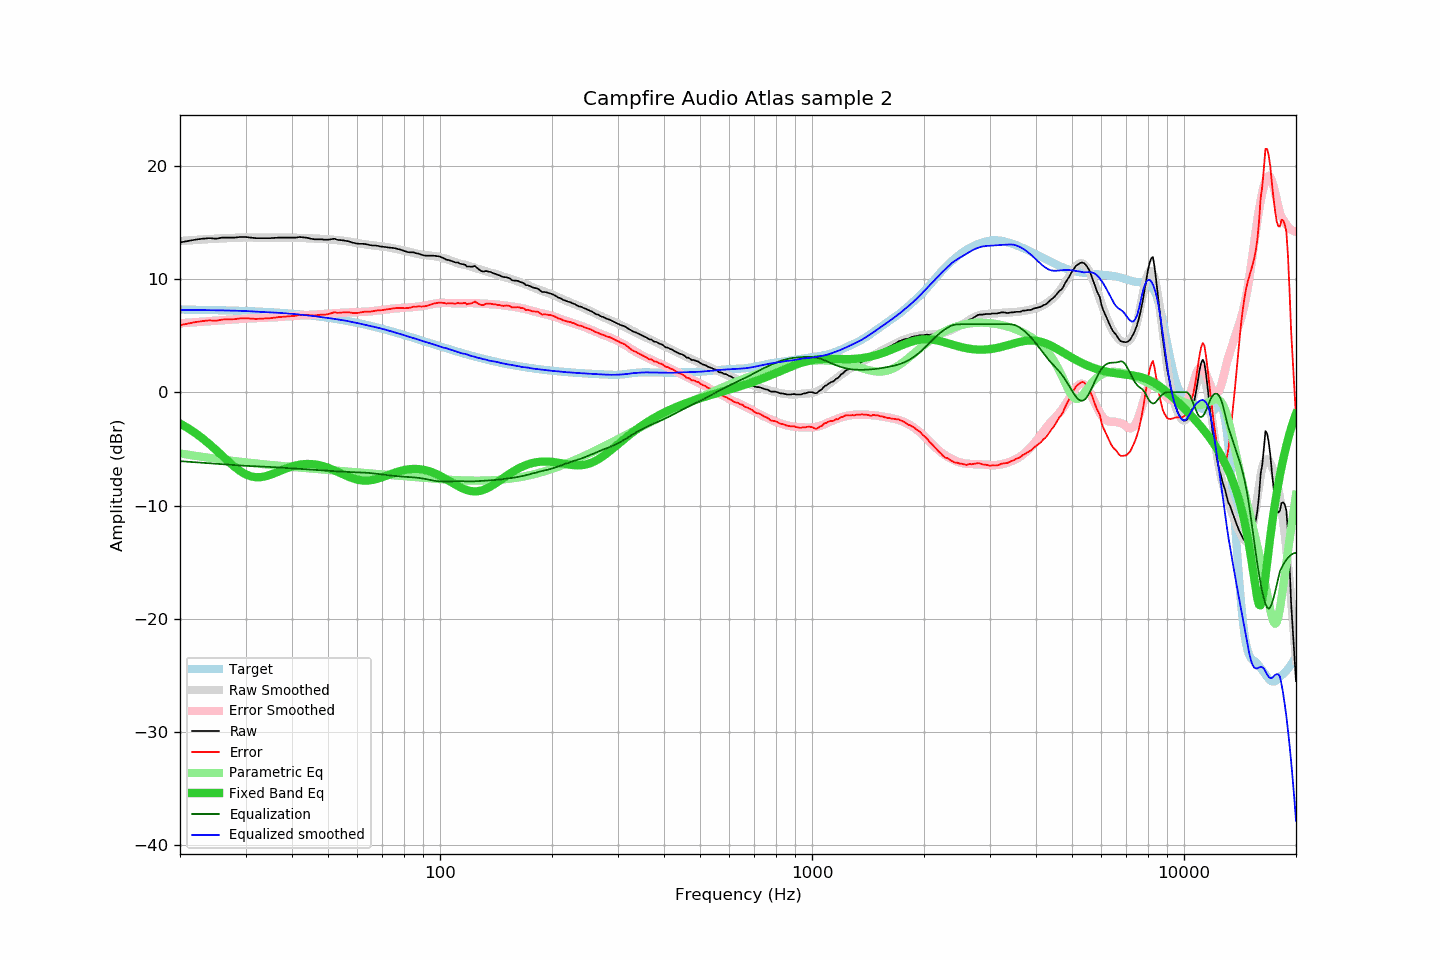 Campfire Audio Atlas sample 2
20
10
0
−10
−20
−30
−40
Amplitude (dBr)
Target
Raw Smoothed
Error Smoothed
Raw
Error
Parametric Eq
Fixed Band Eq
Equalization
Equalized smoothed
100
1000
10000
Frequency (Hz)